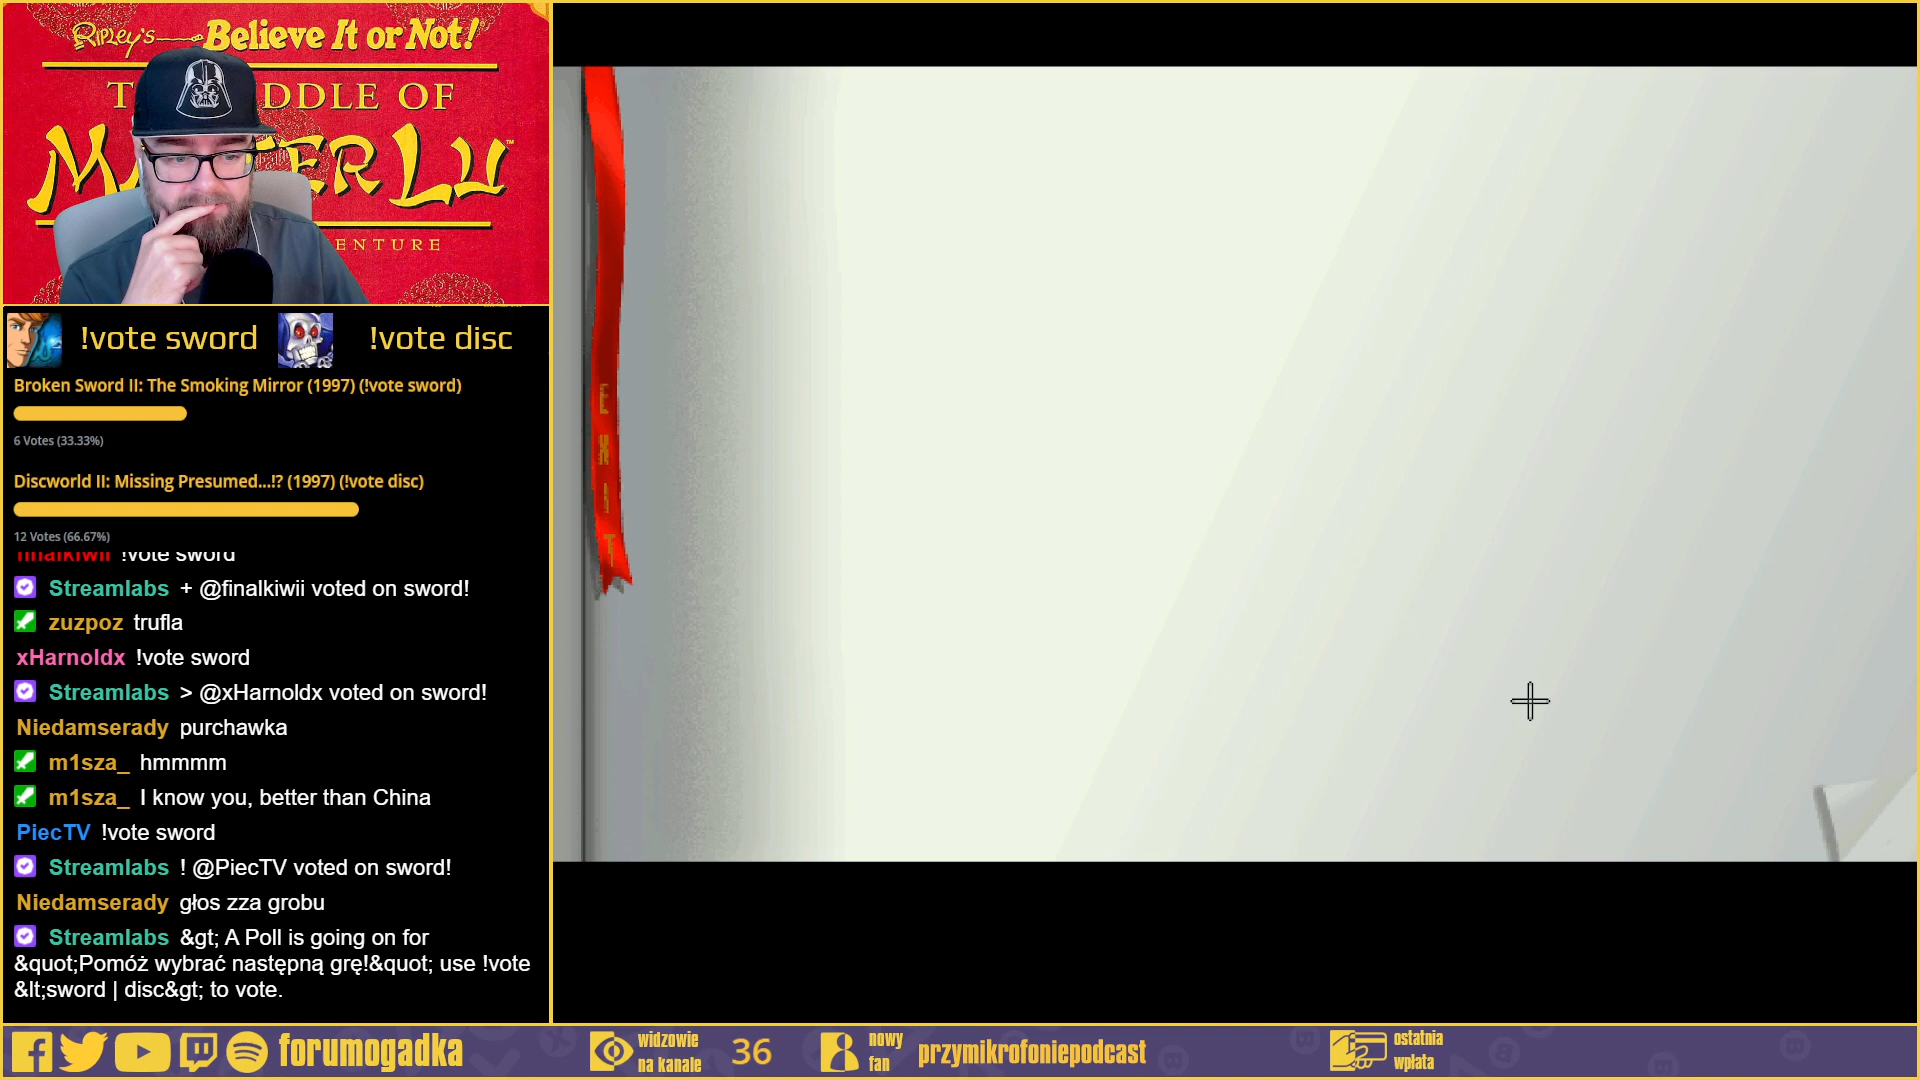 RIPLEY'S Believe It or Not!
DDLE OF
M ER LU™
ENTURE
!vote sword
!vote disc
Broken Sword II: The Smoking Mirror (1997) (!vote sword)
6 Votes (33.33%)
Discworld II: Missing Presumed...!? (1997) (!vote disc)
12 Votes (66.67%)
finalkiwii !vote sword
Streamlabs + @finalkiwii voted on sword!
zuzpoz trufla
xHarnoldx !vote sword
Streamlabs > @xHarnoldx voted on sword!
Niedamserady purchawka
m1sza_ hmmmm
m1sza_ I know you, better than China
PiecTV !vote sword
Streamlabs ! @PiecTV voted on sword!
Niedamserady głos zza grobu
Streamlabs &gt; A Poll is going on for
&quot;Pomóż wybrać następną grę!&quot; use !vote
&lt;sword | disc&gt; to vote.
EXIT
forumogadka
widzowie
na kanale
36
nowy
fan
przymikrofoniepodcast
ostatnia
wpłata